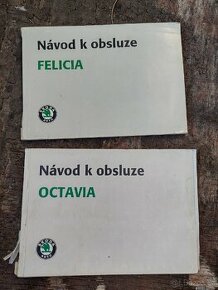 Návod k obsluze
FELICIA
Návod k obsluze
OCTAVIA